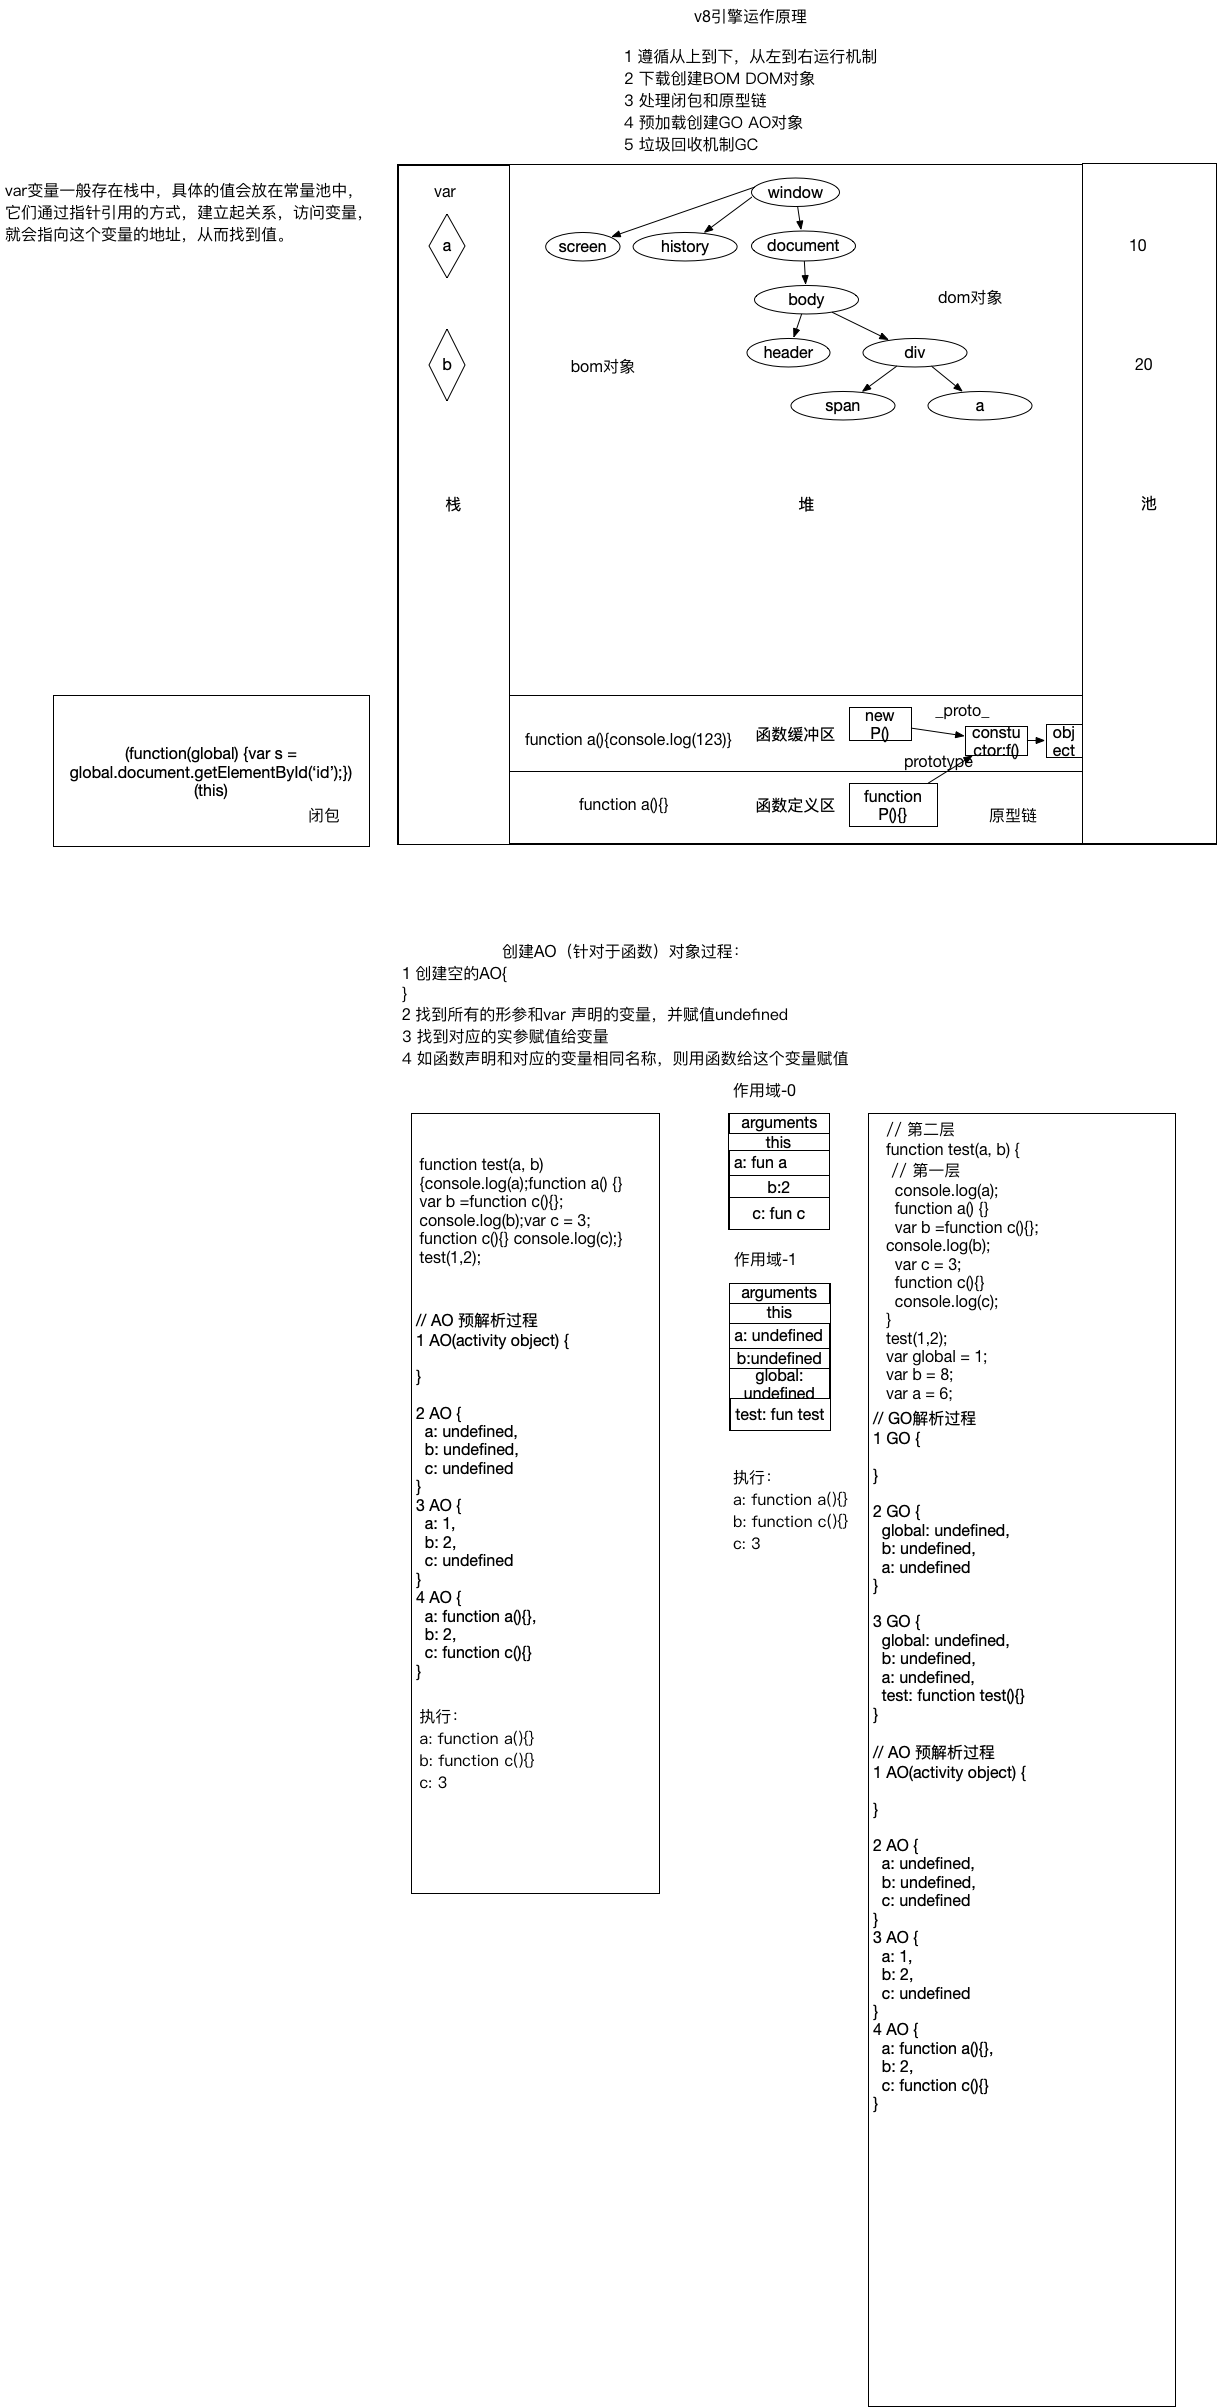 v8引擎运作原理
1 遵循从上到下，从左到右运行机制
2 下载创建BOM DOM对象
3 处理闭包和原型链
4 预加载创建GO AO对象
5 垃圾回收机制GC
var变量一般存在栈中，具体的值会放在常量池中，
它们通过指针引用的方式，建立起关系，访问变量，
就会指向这个变量的地址，从而找到值。
var
a
b
栈
window
screen
history
document
body
dom对象
header
div
bom对象
span
a
堆
10
20
池
function a(){console.log(123)}
函数缓冲区
new
P()
_proto_
constu
ctor:f()
obj
ect
prototype
function a(){}
函数定义区
function
P(){}
原型链
(function(global) {var s =
global.document.getElementById(‘id’);})
(this)
闭包
创建AO（针对于函数）对象过程：
1 创建空的AO{
}
2 找到所有的形参和var 声明的变量，并赋值undefined
3 找到对应的实参赋值给变量
4 如函数声明和对应的变量相同名称，则用函数给这个变量赋值
function test(a, b)
{console.log(a);function a() {}
var b =function c(){};
console.log(b);var c = 3;
function c(){} console.log(c);}
test(1,2);
// AO 预解析过程
1 AO(activity object) {
}
2 AO {
a: undefined,
b: undefined,
c: undefined
}
3 AO {
a: 1,
b: 2,
c: undefined
}
4 AO {
a: function a(){},
b: 2,
c: function c(){}
}
执行：
a: function a(){}
b: function c(){}
c: 3
作用域-0
arguments
this
a: fun a
b:2
c: fun c
作用域-1
arguments
this
a: undefined
b:undefined
global:
undefined
test: fun test
执行：
a: function a(){}
b: function c(){}
c: 3
// 第二层
function test(a, b) {
// 第一层
console.log(a);
function a() {}
var b =function c(){};
console.log(b);
var c = 3;
function c(){}
console.log(c);
}
test(1,2);
var global = 1;
var b = 8;
var a = 6;
// GO解析过程
1 GO {
}
2 GO {
global: undefined,
b: undefined,
a: undefined
}
3 GO {
global: undefined,
b: undefined,
a: undefined,
test: function test(){}
}
// AO 预解析过程
1 AO(activity object) {
}
2 AO {
a: undefined,
b: undefined,
c: undefined
}
3 AO {
a: 1,
b: 2,
c: undefined
}
4 AO {
a: function a(){},
b: 2,
c: function c(){}
}